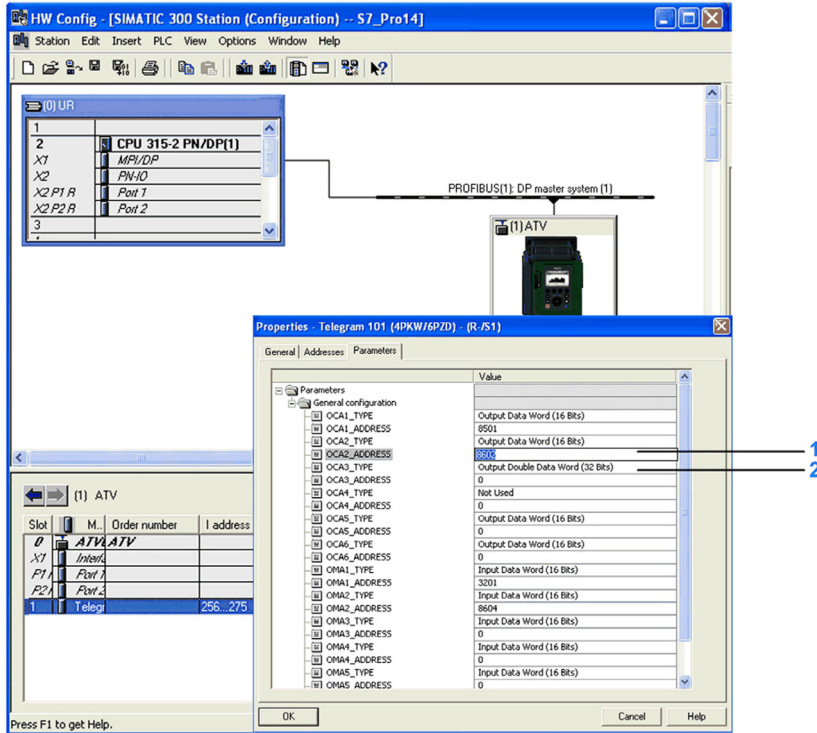 HW Config - [SIMATIC 300 Station (Configuration) -- S7_Pro14]
Station Edit Insert PLC View Options Window Help
(0) UR
1
2 CPU 315-2 PN/DP(1)
X1 MPI/DP
X2 PN-IO
X2 P1 R Port 1
X2 P2 R Port 2
3
PROFIBUS(1): DP master system (1)
(1) ATV
Properties - Telegram 101 (4PKW/6PZD) - (R-/S1)
General Addresses Parameters
Value
Parameters
General configuration
OCA1_TYPE Output Data Word (16 Bits)
OCA1_ADDRESS 8501
OCA2_TYPE Output Data Word (16 Bits)
OCA2_ADDRESS 8602
OCA3_TYPE Output Double Data Word (32 Bits)
OCA3_ADDRESS 0
OCA4_TYPE Not Used
OCA4_ADDRESS 0
OCA5_TYPE Output Data Word (16 Bits)
OCA5_ADDRESS 0
OCA6_TYPE Output Data Word (16 Bits)
OCA6_ADDRESS 0
OMA1_TYPE Input Data Word (16 Bits)
OMA1_ADDRESS 3201
OMA2_TYPE Input Data Word (16 Bits)
OMA2_ADDRESS 8604
OMA3_TYPE Input Data Word (16 Bits)
OMA3_ADDRESS 0
OMA4_TYPE Input Data Word (16 Bits)
OMA4_ADDRESS 0
OMA5_TYPE Input Data Word (16 Bits)
OMA5_ADDRESS 0
OK Cancel Help
1
2
(1) ATV
Slot M.. Order number I address
0 ATV ATV
X1 Interf
P1 Port 1
P2 Port 2
1 Telegr 256...275
Press F1 to get Help.